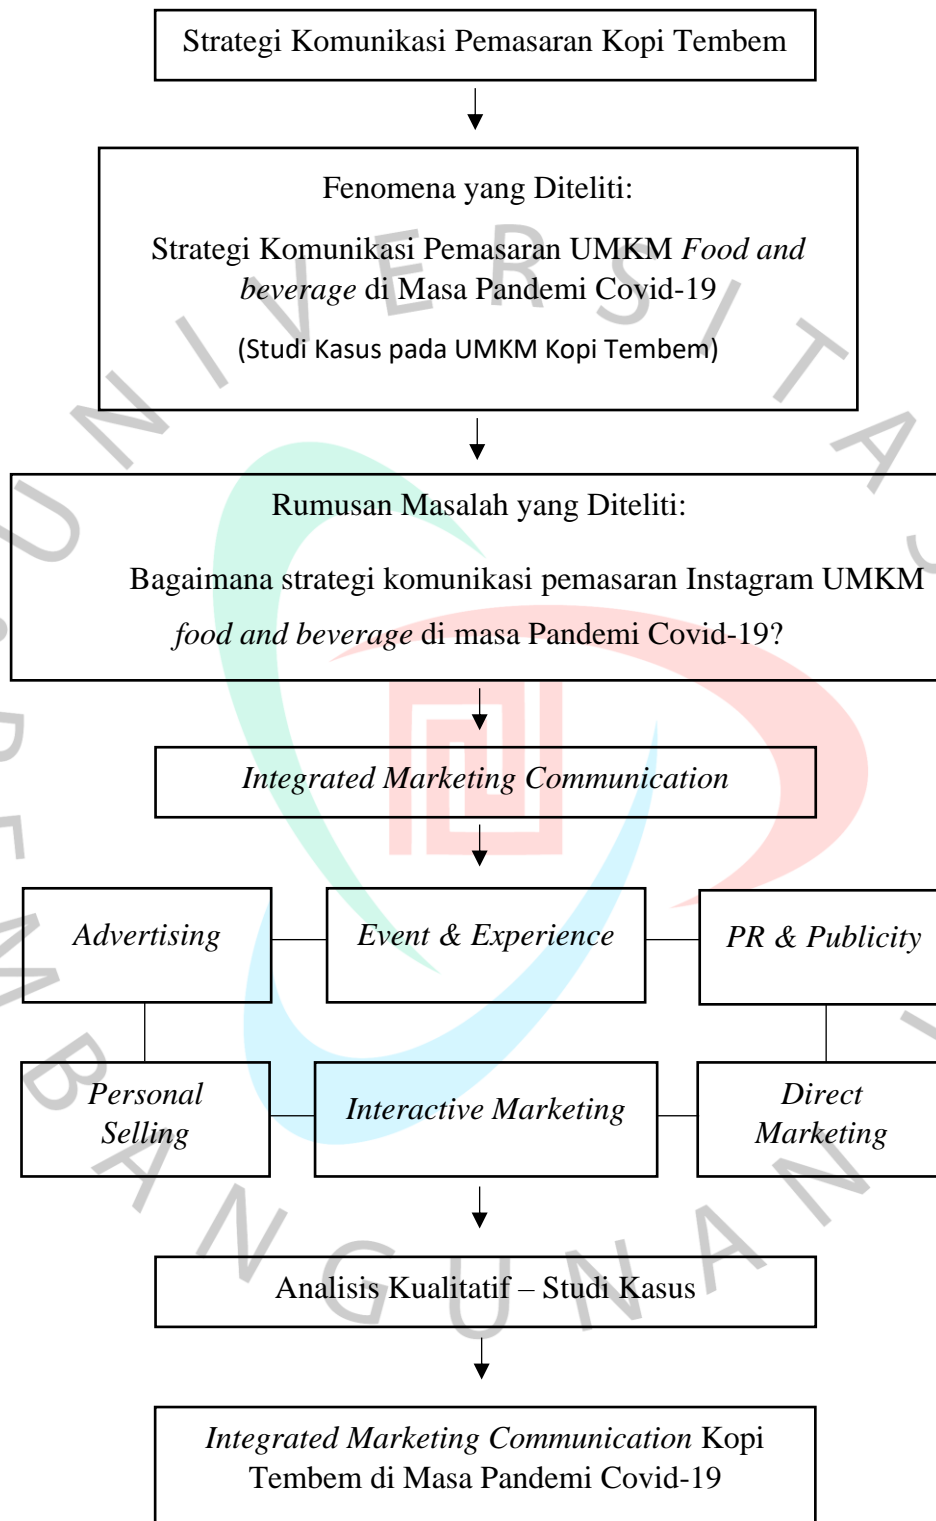 Strategi Komunikasi Pemasaran Kopi Tembem
Fenomena yang Diteliti:
Strategi Komunikasi Pemasaran UMKM Food and
beverage di Masa Pandemi Covid-19
(Studi Kasus pada UMKM Kopi Tembem)
Rumusan Masalah yang Diteliti:
Bagaimana strategi komunikasi pemasaran Instagram UMKM
food and beverage di masa Pandemi Covid-19?
Integrated Marketing Communication
Advertising
Event & Experience
PR & Publicity
Personal
Selling
Interactive Marketing
Direct
Marketing
Analisis Kualitatif – Studi Kasus
Integrated Marketing Communication Kopi
Tembem di Masa Pandemi Covid-19
UNIVERSITAS
PEMBANGUNAN